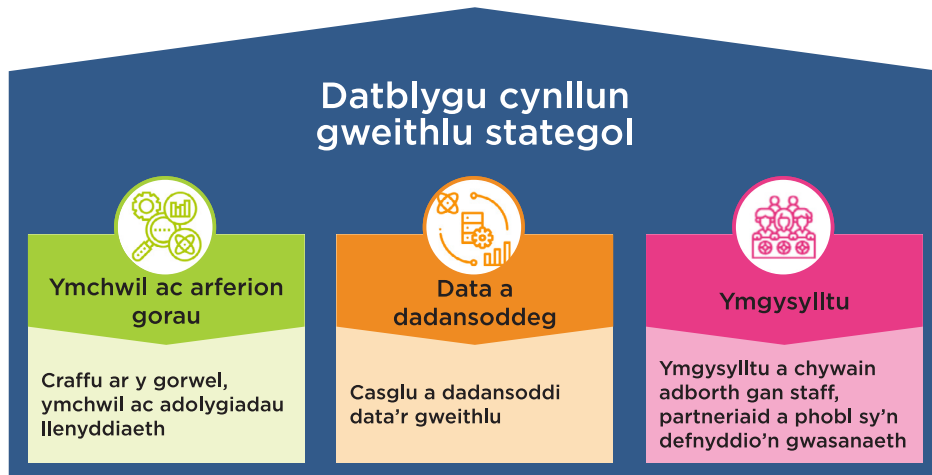 Datblygu cynllun
gweithlu stategol
Ymchwil ac arferion
gorau
Craffu ar y gorwel,
ymchwil ac adolygiadau
llenyddiaeth
Data a
dadansoddeg
Casglu a dadansoddi
data'r gweithlu
Ymgysylltu
Ymgysylltu a chywain
adborth gan staff,
partneriaid a phobl sy'n
defnyddio'n gwasanaeth